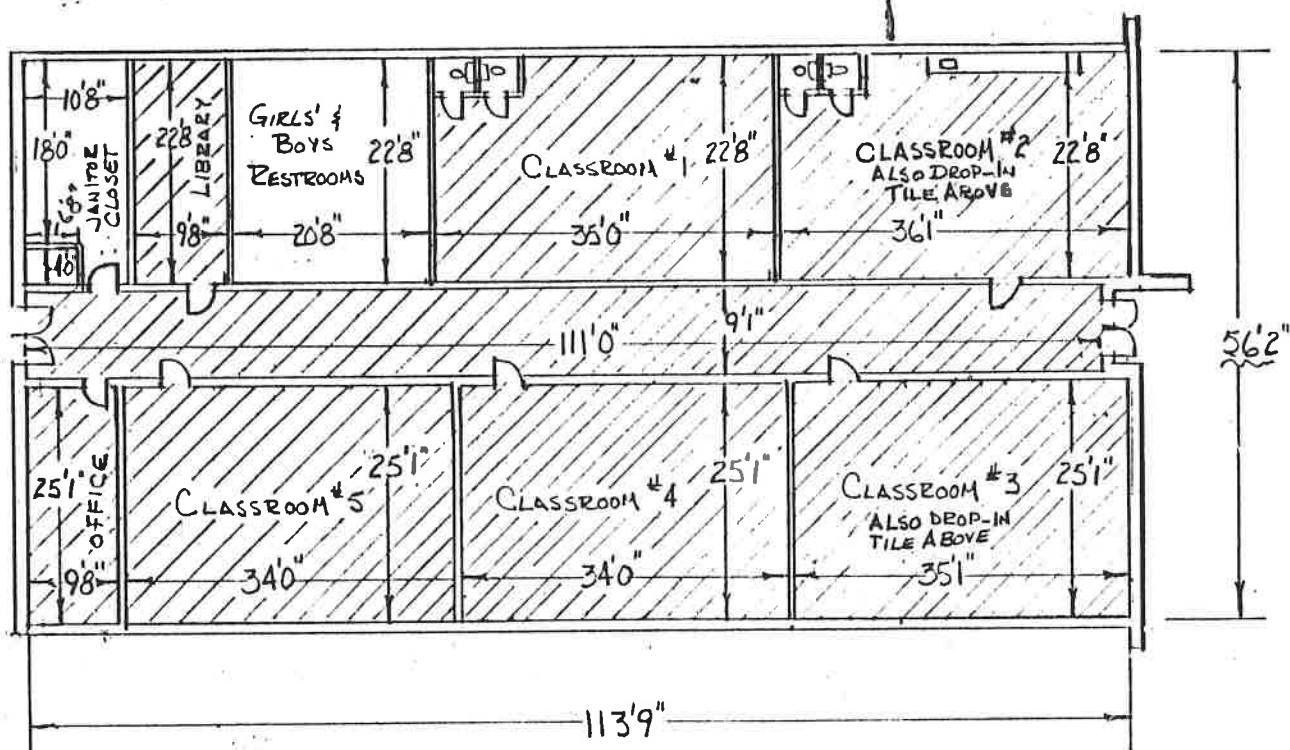 10'8"
18'0"
JANITOR
CLOSET
6'8"
4'0"
22'8"
LIBRARY
9'8"
GIRLS' &
BOYS
RESTROOMS
22'8"
20'8
CLASSROOM #1
22'8"
35'0"
CLASSROOM #2
ALSO DROP-IN
TILE ABOVE
22'8"
36'1"
111'0"
9'1"
56'2"
25'1"
OFFICE
9'8"
CLASSROOM #5
25'1"
34'0"
CLASSROOM #4
25'1"
34'0"
CLASSROOM #3
ALSO DROP-IN
TILE ABOVE
25'1"
35'1"
113'9"